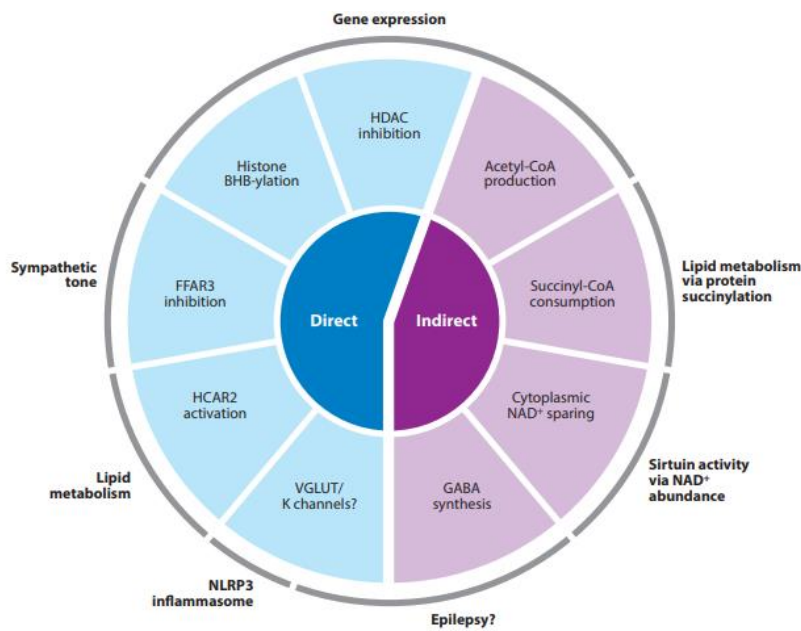 Gene expression
HDAC
inhibition
Acetyl-CoA
production
Histone
BHB-ylation
Sympathetic
tone
FFAR3
inhibition
Direct
Indirect
Succinyl-CoA
consumption
Lipid metabolism
via protein
succinylation
HCAR2
activation
Cytoplasmic
NAD⁺ sparing
Lipid
metabolism
VGLUT/
K channels?
GABA
synthesis
Sirtuin activity
via NAD⁺
abundance
NLRP3
inflammasome
Epilepsy?